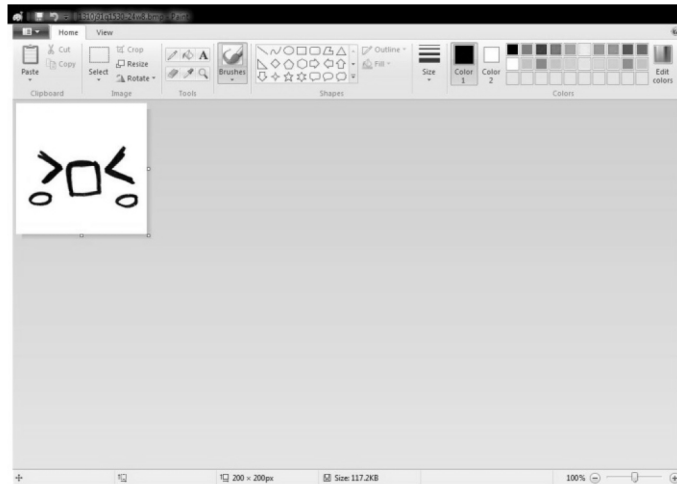 Home View
Cut
Copy
Paste
Clipboard
Crop
Resize
Rotate
Select
Image
A
Tools
Brushes
Outline
Fill
Shapes
Size
Color 1
Color 2
Edit colors
Colors
200 × 200px
Size: 117.2KB
100%